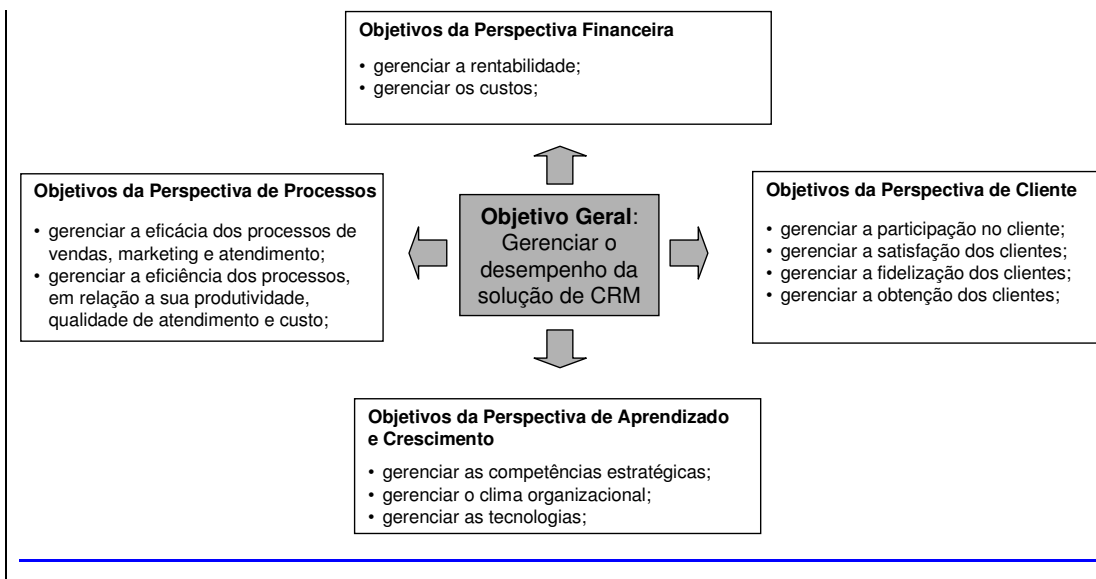 Objetivos da Perspectiva Financeira
• gerenciar a rentabilidade;
• gerenciar os custos;
Objetivos da Perspectiva de Processos
• gerenciar a eficácia dos processos de
vendas, marketing e atendimento;
• gerenciar a eficiência dos processos,
em relação a sua produtividade,
qualidade de atendimento e custo;
Objetivo Geral:
Gerenciar o
desempenho da
solução de CRM
Objetivos da Perspectiva de Cliente
• gerenciar a participação no cliente;
• gerenciar a satisfação dos clientes;
• gerenciar a fidelização dos clientes;
• gerenciar a obtenção dos clientes;
Objetivos da Perspectiva de Aprendizado
e Crescimento
• gerenciar as competências estratégicas;
• gerenciar o clima organizacional;
• gerenciar as tecnologias;